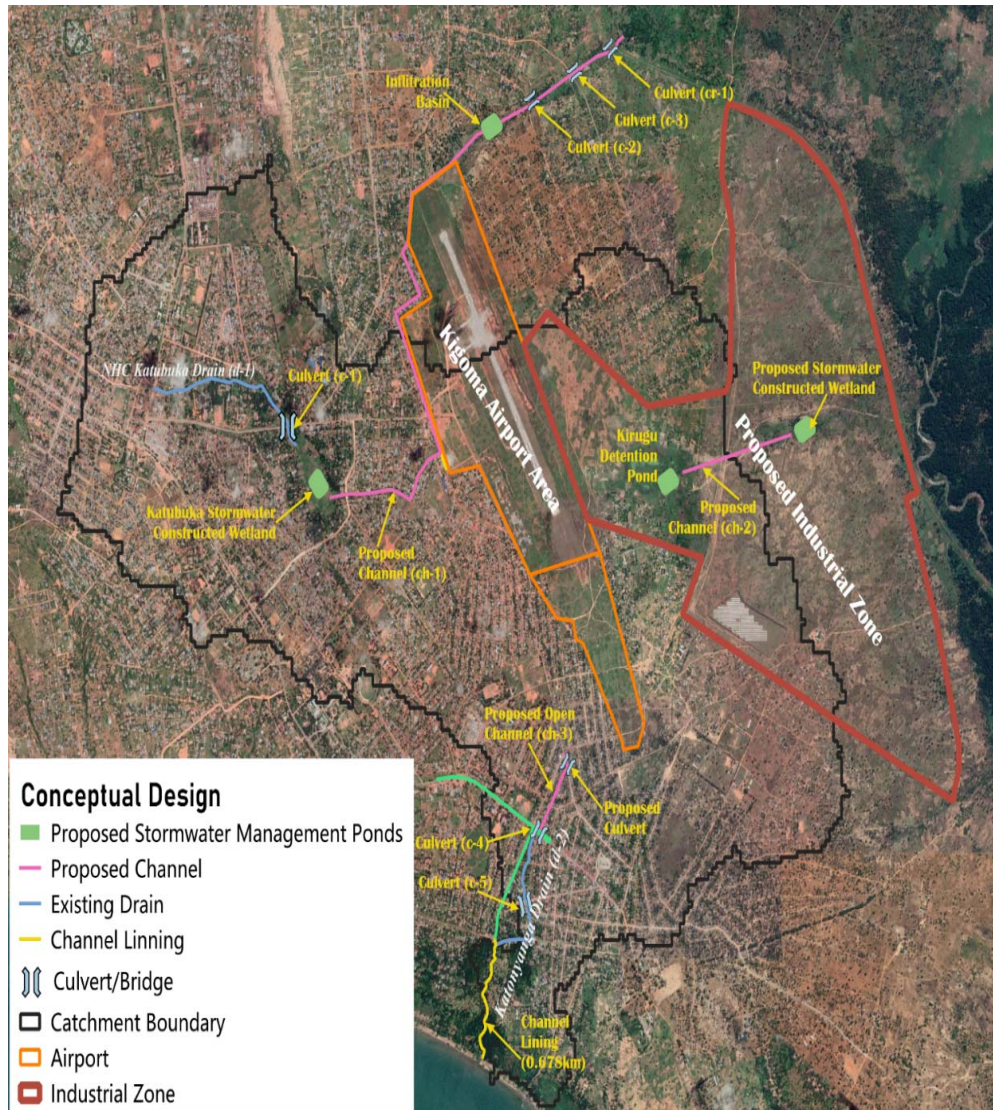 Infiltration
Basin
Culvert (cr-1)
Culvert (c-3)
Culvert (c-2)
Kigoma Airport Area
NHC Katubuka Drain (d-1)
Culvert (c-1)
Proposed Stormwater
Constructed Wetland
Kirugu
Detention
Pond
Proposed Industrial Zone
Katubuka Stormwater
Constructed Wetland
Proposed
Channel (ch-1)
Proposed
Channel (ch-2)
Proposed Open
Channel (ch-3)
Proposed
Culvert
Culvert (c-4)
Culvert (c-5)
Katonyanga Drain (d-2)
Channel
Lining
(0.678km)
Conceptual Design
Proposed Stormwater Management Ponds
Proposed Channel
Existing Drain
Channel Linning
Culvert/Bridge
Catchment Boundary
Airport
Industrial Zone